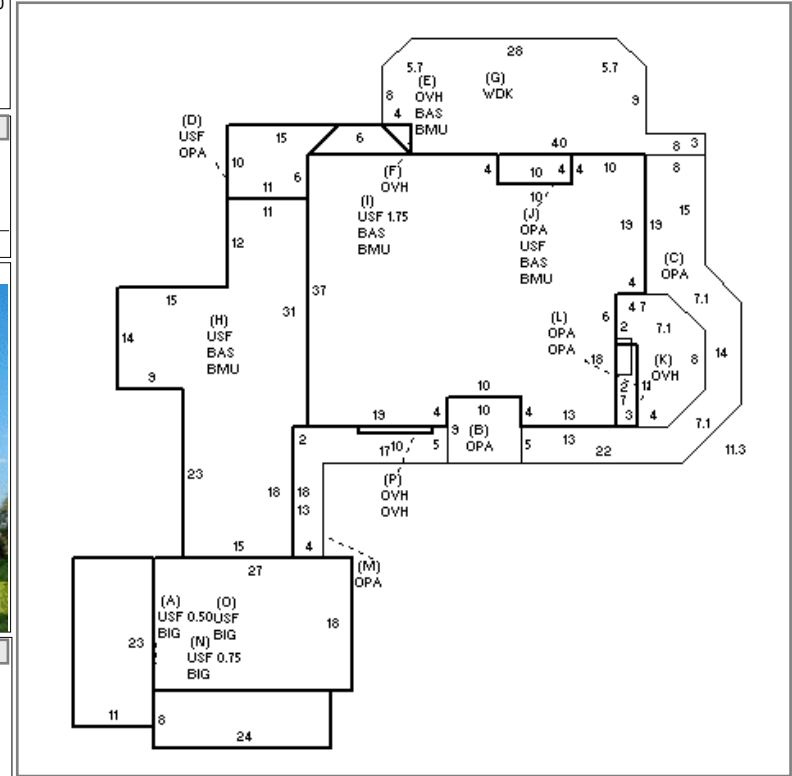 28
5.7
(E)
OVH
BAS
BMU
(G)
WDK
5.7
8
4
9
(D)
USF
OPA
15
6
10
6
11
40
8 3
8
(F)
OVH
4
10
4
4
10
10
11
12
(I)
USF 1.75
BAS
BMU
(J)
OPA
USF
BAS
BMU
19
19
15
(C)
OPA
37
31
15
14
9
(H)
USF
BAS
BMU
4
4 7
7.1
7.1
6
2
(L)
OPA
OPA
18
(K)
OVH
8
14
2
11
7
3
4
7.1
11.3
10
10
19
4
4
13
9
(B)
OPA
2
17
10
5
5
13
22
(P)
OVH
OVH
23
18
18
13
15
4
(M)
OPA
27
(A)
USF 0.50
BIG
(O)
USF
BIG
(N)
USF 0.75
BIG
23
18
11
8
24